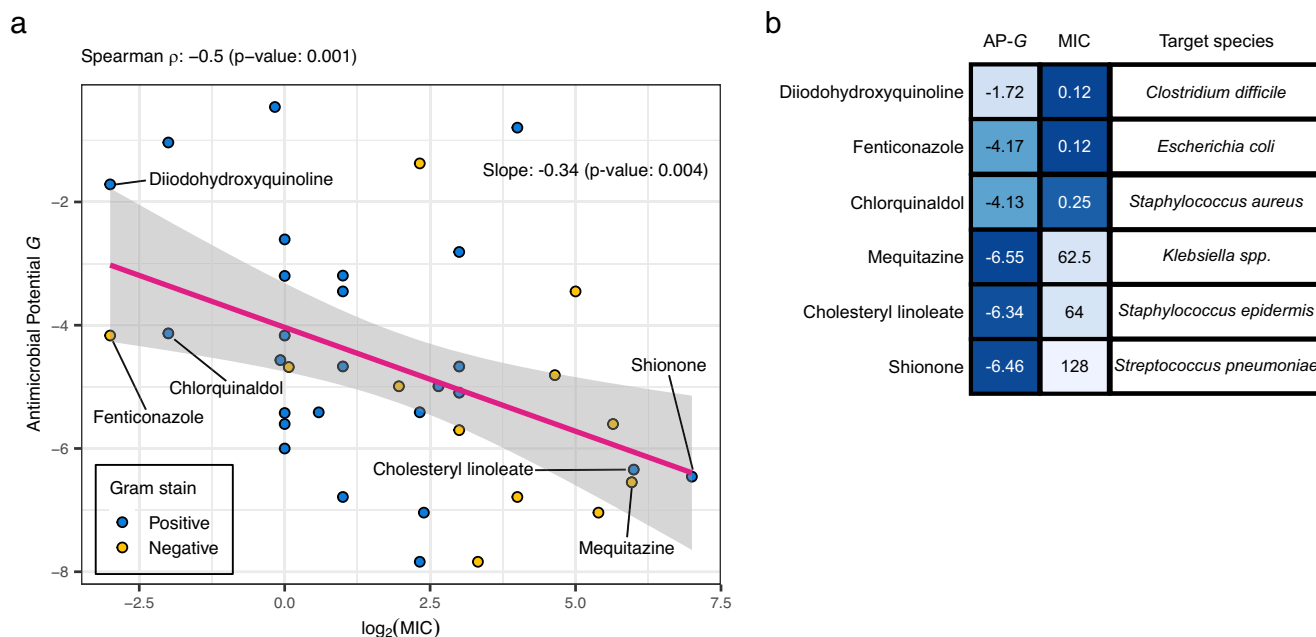 a
Spearman ρ: −0.5 (p−value: 0.001)
Antimicrobial Potential G
−2
−4
−6
−8
Diiodohydroxyquinoline
Slope: -0.34 (p-value: 0.004)
Chlorquinaldol
Fenticonazole
Shionone
Cholesteryl linoleate
Mequitazine
Gram stain
Positive
Negative
−2.5 0.0 2.5 5.0 7.5
log2(MIC)
b
AP-G MIC Target species
Diiodohydroxyquinoline -1.72 0.12 Clostridium difficile
Fenticonazole -4.17 0.12 Escherichia coli
Chlorquinaldol -4.13 0.25 Staphylococcus aureus
Mequitazine -6.55 62.5 Klebsiella spp.
Cholesteryl linoleate -6.34 64 Staphylococcus epidermis
Shionone -6.46 128 Streptococcus pneumoniae